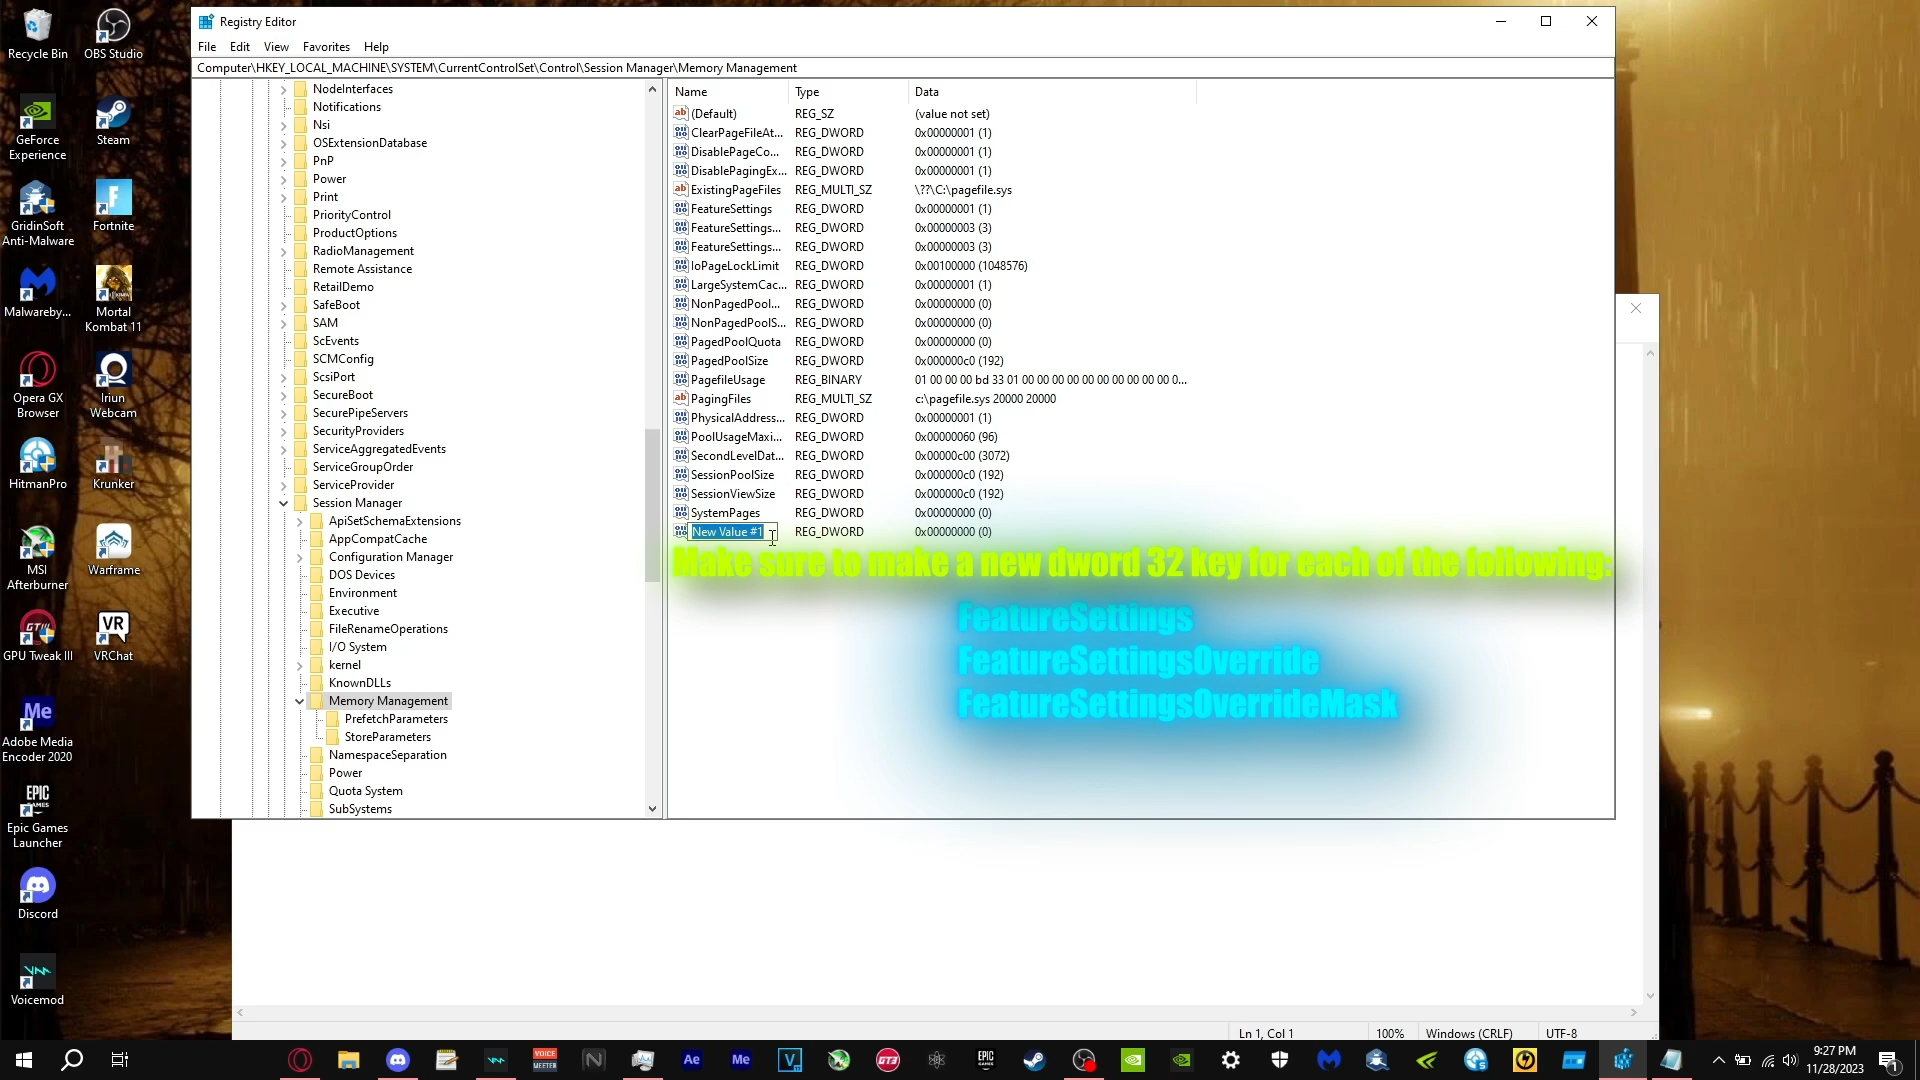 Recycle Bin
OBS Studio
GeForce Experience
Steam
GridinSoft Anti-Malware
Fortnite
Malwareby...
Mortal Kombat 11
Opera GX Browser
Iriun Webcam
HitmanPro
Krunker
MSI Afterburner
Warframe
GPU Tweak III
VRChat
Adobe Media Encoder 2020
Epic Games Launcher
Discord
Voicemod
Registry Editor
File Edit View Favorites Help
Computer\HKEY_LOCAL_MACHINE\SYSTEM\CurrentControlSet\Control\Session Manager\Memory Management
NodeInterfaces
Notifications
Nsi
OSExtensionDatabase
PnP
Power
Print
PriorityControl
ProductOptions
RadioManagement
Remote Assistance
RetailDemo
SafeBoot
SAM
ScEvents
SCMConfig
ScsiPort
SecureBoot
SecurePipeServers
SecurityProviders
ServiceAggregatedEvents
ServiceGroupOrder
ServiceProvider
Session Manager
ApiSetSchemaExtensions
AppCompatCache
Configuration Manager
DOS Devices
Environment
Executive
FileRenameOperations
I/O System
kernel
KnownDLLs
Memory Management
PrefetchParameters
StoreParameters
NamespaceSeparation
Power
Quota System
SubSystems
Name Type Data
(Default) REG_SZ (value not set)
ClearPageFileAt... REG_DWORD 0x00000001 (1)
DisablePageCo... REG_DWORD 0x00000001 (1)
DisablePagingEx... REG_DWORD 0x00000001 (1)
ExistingPageFiles REG_MULTI_SZ \??\C:\pagefile.sys
FeatureSettings REG_DWORD 0x00000001 (1)
FeatureSettings... REG_DWORD 0x00000003 (3)
FeatureSettings... REG_DWORD 0x00000003 (3)
IoPageLockLimit REG_DWORD 0x00100000 (1048576)
LargeSystemCac... REG_DWORD 0x00000001 (1)
NonPagedPool... REG_DWORD 0x00000000 (0)
NonPagedPoolS... REG_DWORD 0x00000000 (0)
PagedPoolQuota REG_DWORD 0x00000000 (0)
PagedPoolSize REG_DWORD 0x000000c0 (192)
PagefileUsage REG_BINARY 01 00 00 00 bd 33 01 00 00 00 00 00 00 00 00 00 0...
PagingFiles REG_MULTI_SZ c:\pagefile.sys 20000 20000
PhysicalAddress... REG_DWORD 0x00000001 (1)
PoolUsageMaxi... REG_DWORD 0x00000060 (96)
SecondLevelDat... REG_DWORD 0x00000c00 (3072)
SessionPoolSize REG_DWORD 0x000000c0 (192)
SessionViewSize REG_DWORD 0x000000c0 (192)
SystemPages REG_DWORD 0x00000000 (0)
New Value #1 REG_DWORD 0x00000000 (0)
Make sure to make a new dword 32 key for each of the following:
FeatureSettings
FeatureSettingsOverride
FeatureSettingsOverrideMask
Ln 1, Col 1 100% Windows (CRLF) UTF-8
9:27 PM
11/28/2023